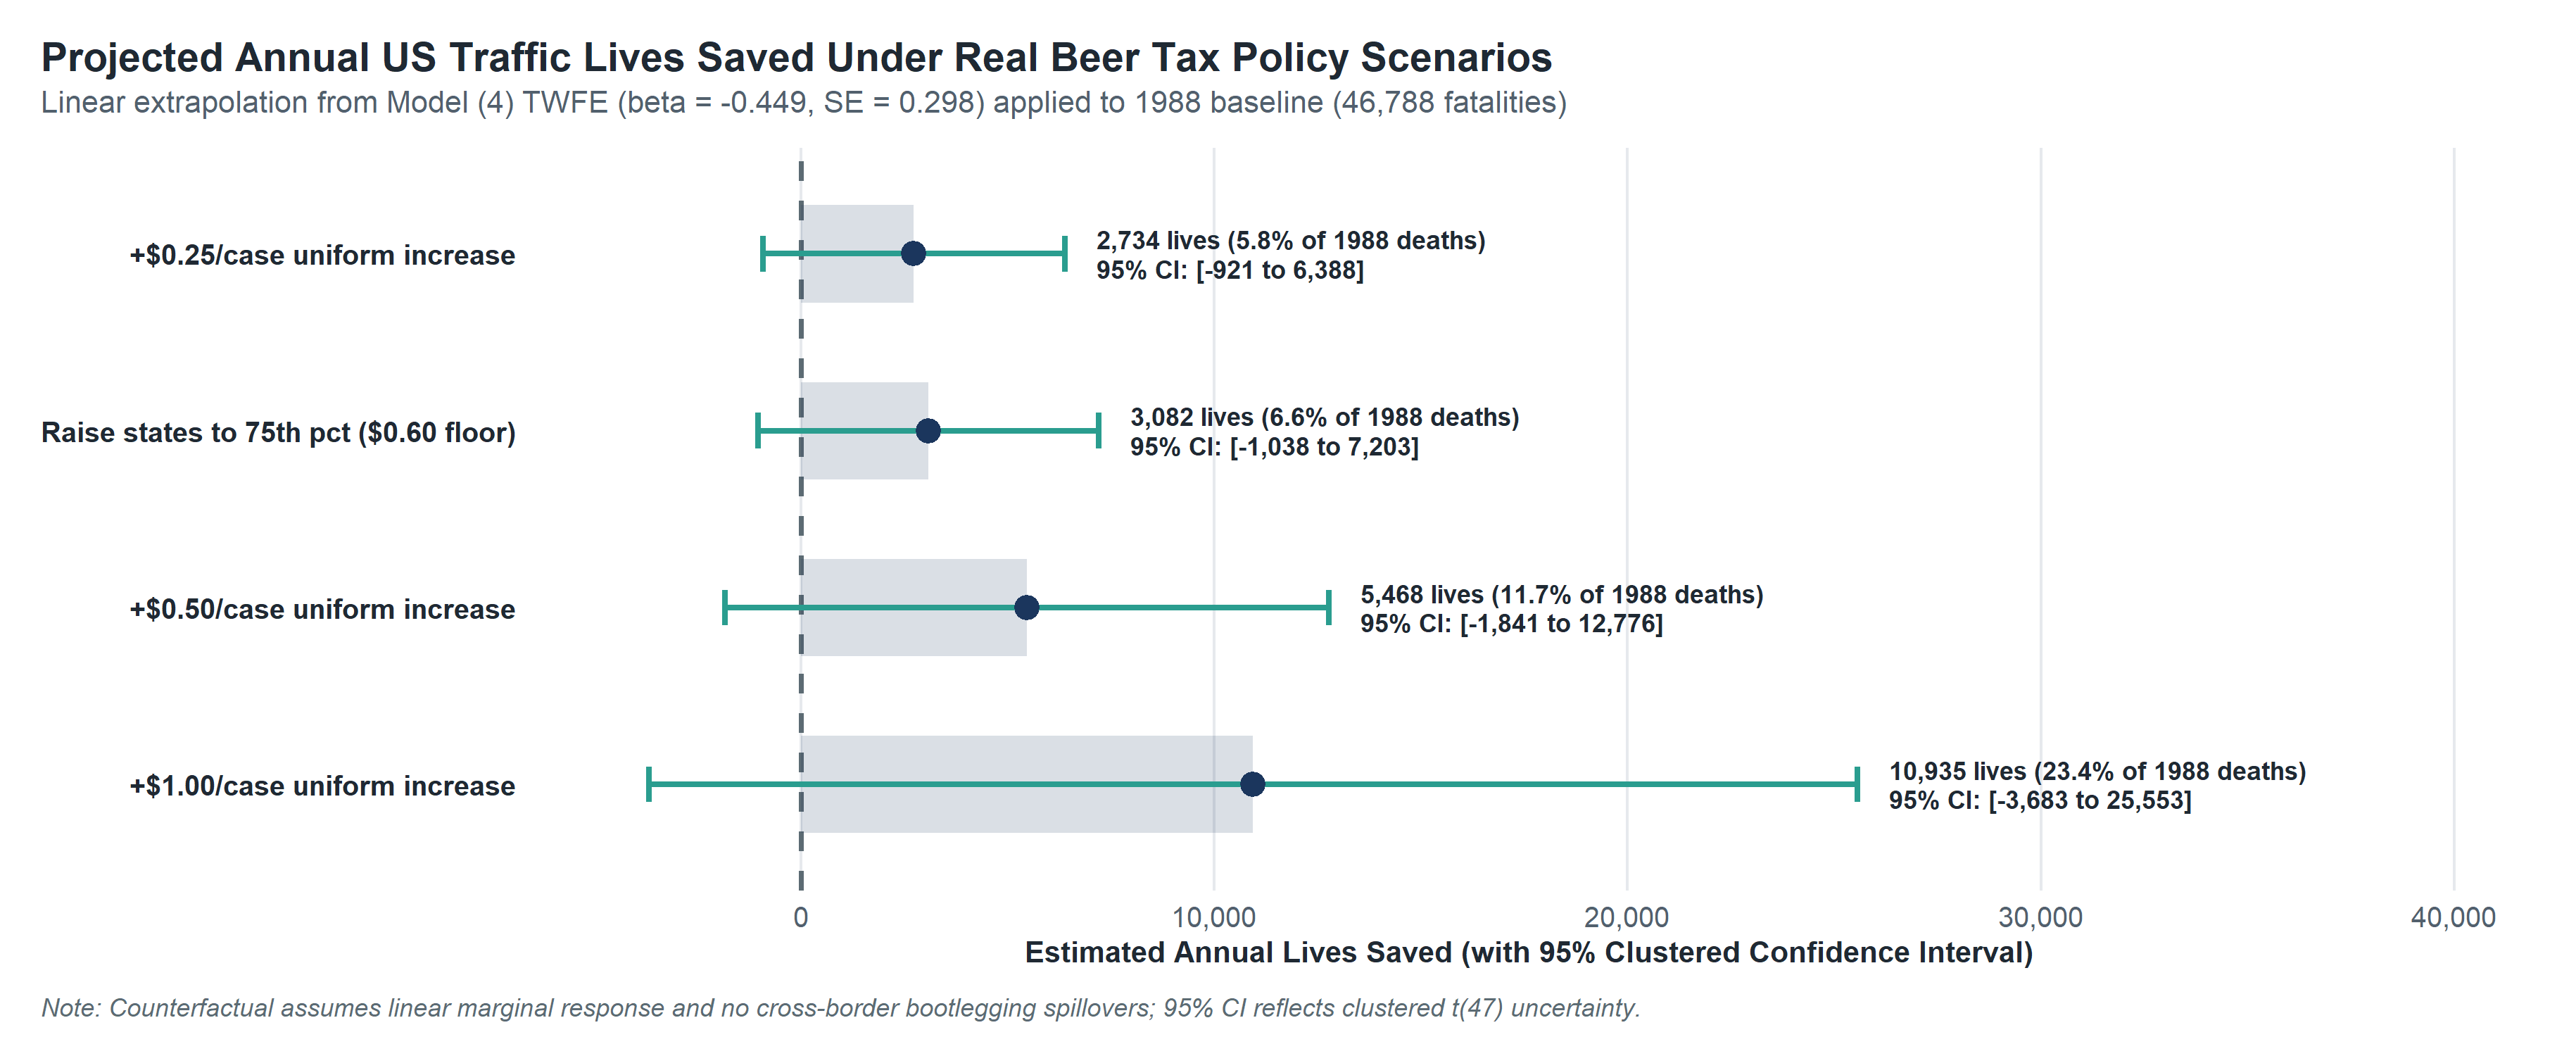 Projected Annual US Traffic Lives Saved Under Real Beer Tax Policy Scenarios
Linear extrapolation from Model (4) TWFE (beta = -0.449, SE = 0.298) applied to 1988 baseline (46,788 fatalities)
+$0.25/case uniform increase
2,734 lives (5.8% of 1988 deaths)
95% CI: [-921 to 6,388]
Raise states to 75th pct ($0.60 floor)
3,082 lives (6.6% of 1988 deaths)
95% CI: [-1,038 to 7,203]
+$0.50/case uniform increase
5,468 lives (11.7% of 1988 deaths)
95% CI: [-1,841 to 12,776]
+$1.00/case uniform increase
10,935 lives (23.4% of 1988 deaths)
95% CI: [-3,683 to 25,553]
0 10,000 20,000 30,000 40,000
Estimated Annual Lives Saved (with 95% Clustered Confidence Interval)
Note: Counterfactual assumes linear marginal response and no cross-border bootlegging spillovers; 95% CI reflects clustered t(47) uncertainty.